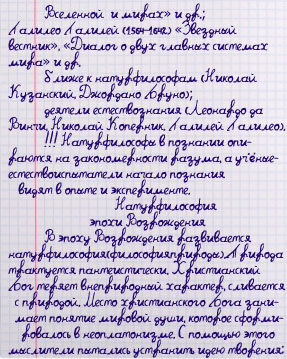 Вселенной и мирах» и др.;
Галилео Галилей (1564-1642) «Звездный
вестник», «Диалог о двух главных системах
мира» и др.
Ближе к натурфилософам (Николай
Кузанский, Джордано Бруно);
деятели естествознания (Леонардо да
Винчи, Николай Коперник, Галилей Галилео).
!!! Натурфилософы в познании опи-
раются на закономерности разума, а учёные-
естествоиспытатели начало познания
видят в опыте и эксперименте.
Натурфилософия
эпохи Возрождения
В эпоху Возрождения развивается
натурфилософия(философия природы). Природа
трактуется пантеистически. Христианский
Бог теряет внеприродный характер, сливается
с природой. Место христианского Бога зани-
мает понятие мировой души, которое сформи-
ровалось в неоплатонизме. С помощью этого
мыслители пытались устранить идею творения: